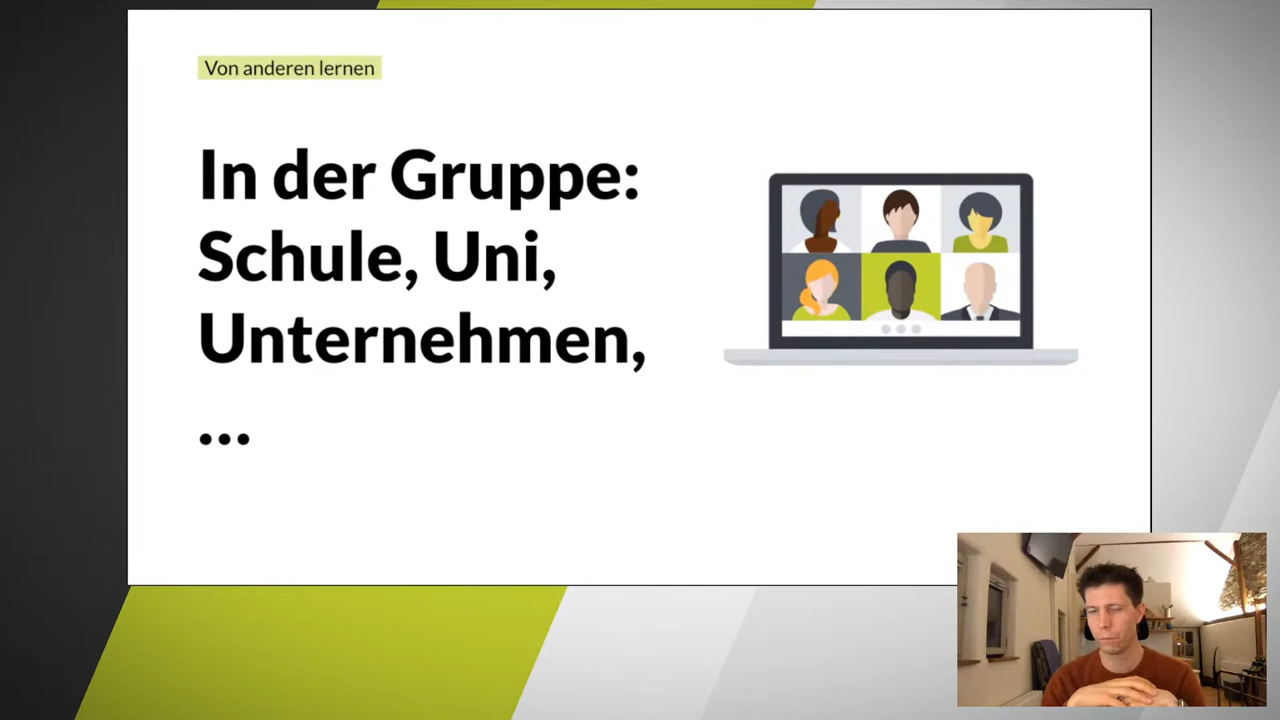 Von anderen lernen
In der Gruppe:
Schule, Uni,
Unternehmen,
...